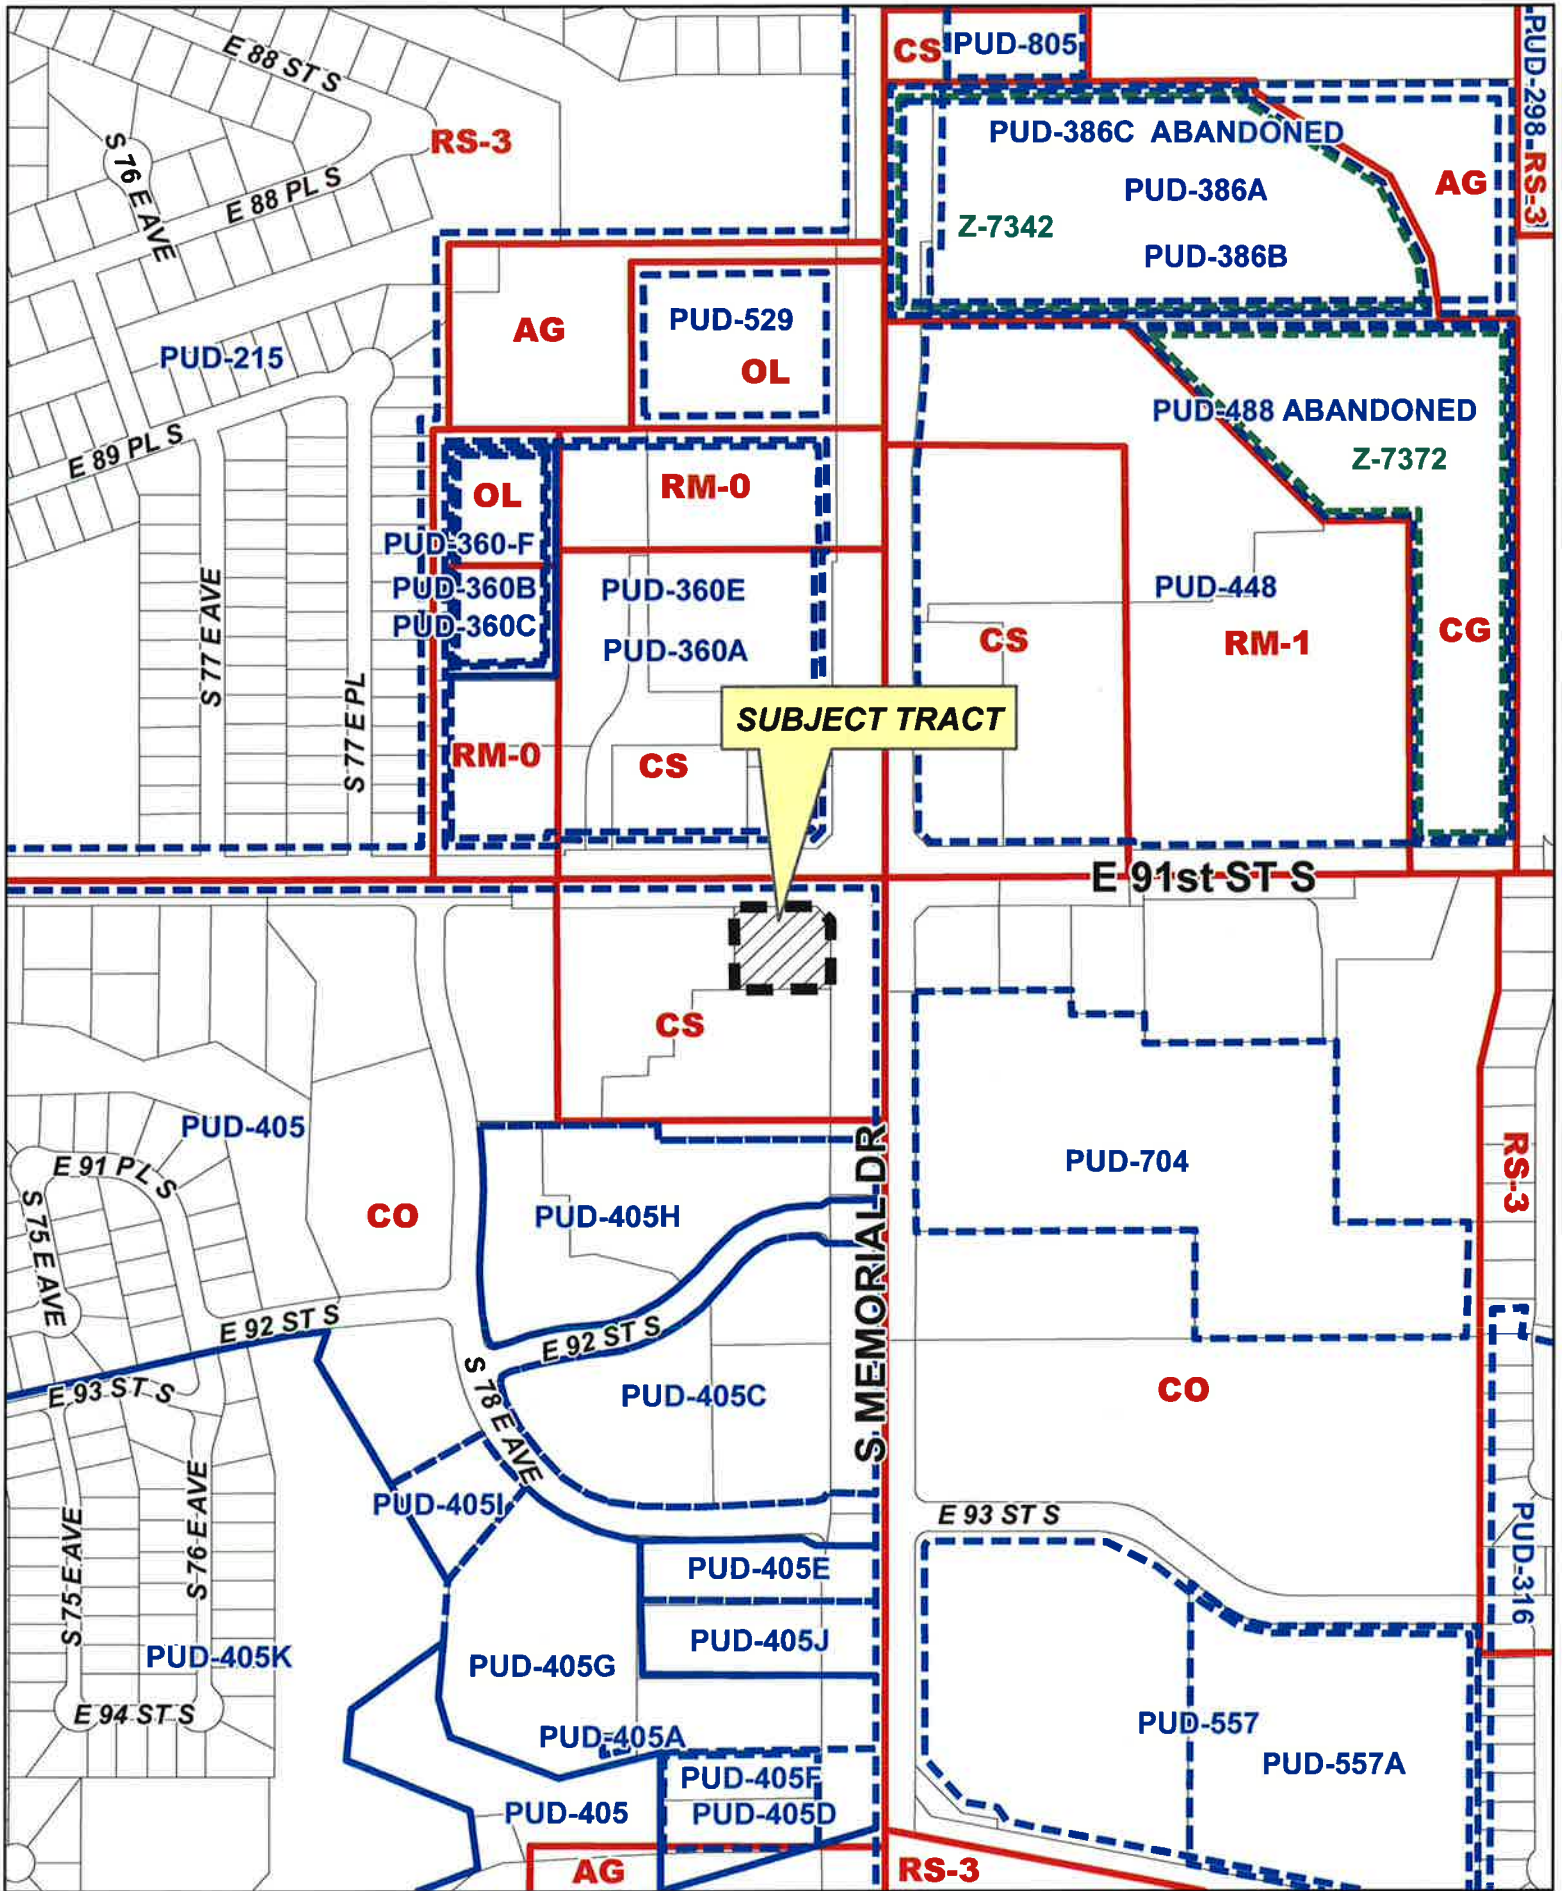 E 88 ST S
CS
PUD-805
PUD-298
RS-3
S 76 E AVE
RS-3
PUD-386C ABANDONED
PUD-386A
AG
E 88 PL S
Z-7342
PUD-386B
AG
PUD-529
OL
PUD-215
PUD-488 ABANDONED
Z-7372
E 89 PL S
OL
RM-0
PUD-360-F
PUD-360B
PUD-360C
PUD-360E
PUD-360A
PUD-448
S 77 E AVE
S 77 E PL
CS
RM-1
CG
SUBJECT TRACT
RM-0
CS
E 91st ST S
CS
PUD-405
E 91 PL S
S 75 E AVE
CO
PUD-405H
S MEMORIAL DR
PUD-704
RS-3
E 92 ST S
E 92 ST S
E 93 ST S
S 78 E AVE
PUD-405C
CO
PUD-405I
E 93 ST S
S 75 E AVE
S 76 E AVE
PUD-405E
PUD-316
PUD-405J
PUD-405K
PUD-405G
E 94 ST S
PUD-405A
PUD-557
PUD-557A
PUD-405F
PUD-405
PUD-405D
AG
RS-3